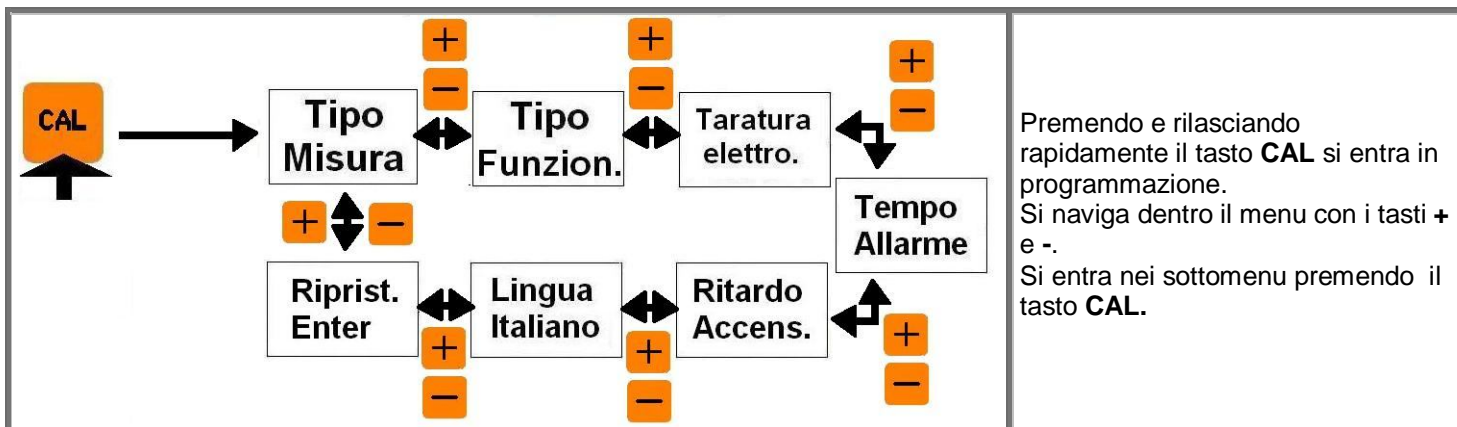 +
−
+
−
+
−
CAL
Tipo
Misura
Tipo
Funzion.
Taratura
elettro.
Tempo
Allarme
+
−
Riprist.
Enter
Lingua
Italiano
Ritardo
Accens.
+
−
+
−
+
−
Premendo e rilasciando
rapidamente il tasto CAL si entra in
programmazione.
Si naviga dentro il menu con i tasti +
e -.
Si entra nei sottomenu premendo il
tasto CAL.